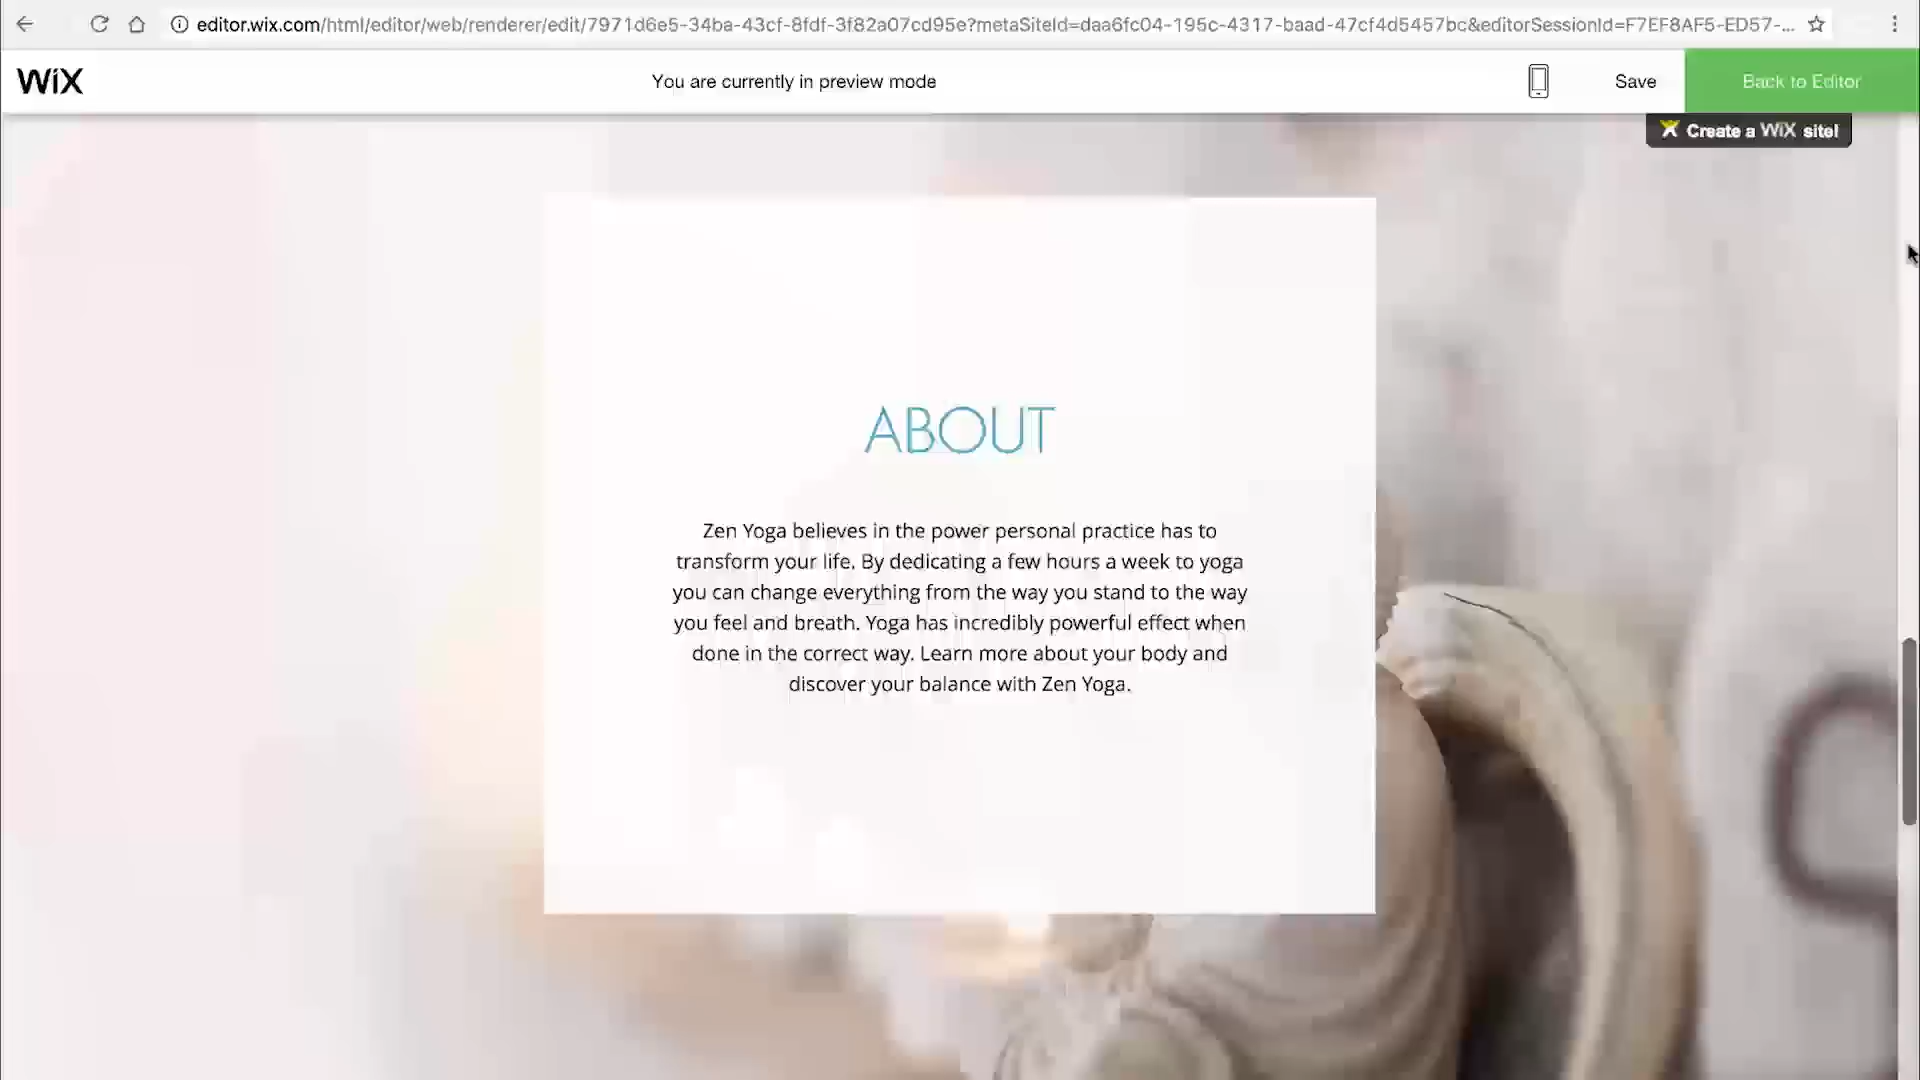 editor.wix.com/html/editor/web/renderer/edit/7971d6e5-34ba-43cf-8fdf-3f82a07cd95e?metaSiteId=daa6fc04-195c-4317-baad-47cf4d5457bc&editorSessionId=F7EF8AF5-ED57-...
WiX
You are currently in preview mode
Save
Back to Editor
Create a WiX site!
ABOUT
Zen Yoga believes in the power personal practice has to
transform your life. By dedicating a few hours a week to yoga
you can change everything from the way you stand to the way
you feel and breath. Yoga has incredibly powerful effect when
done in the correct way. Learn more about your body and
discover your balance with Zen Yoga.